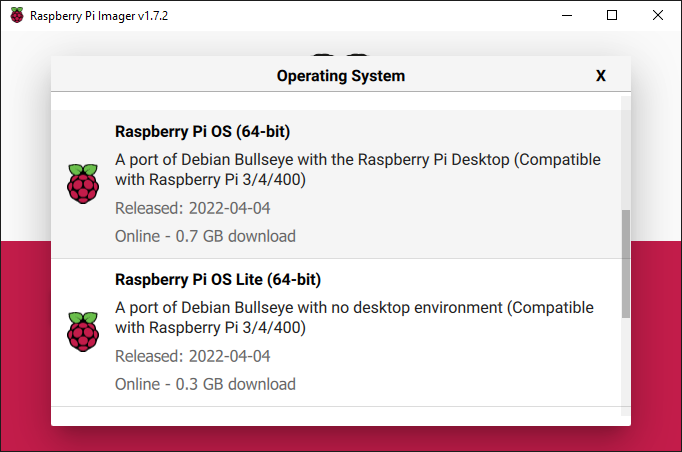 Raspberry Pi Imager v1.7.2
Operating System
X
Raspberry Pi OS (64-bit)
A port of Debian Bullseye with the Raspberry Pi Desktop (Compatible
with Raspberry Pi 3/4/400)
Released: 2022-04-04
Online - 0.7 GB download
Raspberry Pi OS Lite (64-bit)
A port of Debian Bullseye with no desktop environment (Compatible
with Raspberry Pi 3/4/400)
Released: 2022-04-04
Online - 0.3 GB download